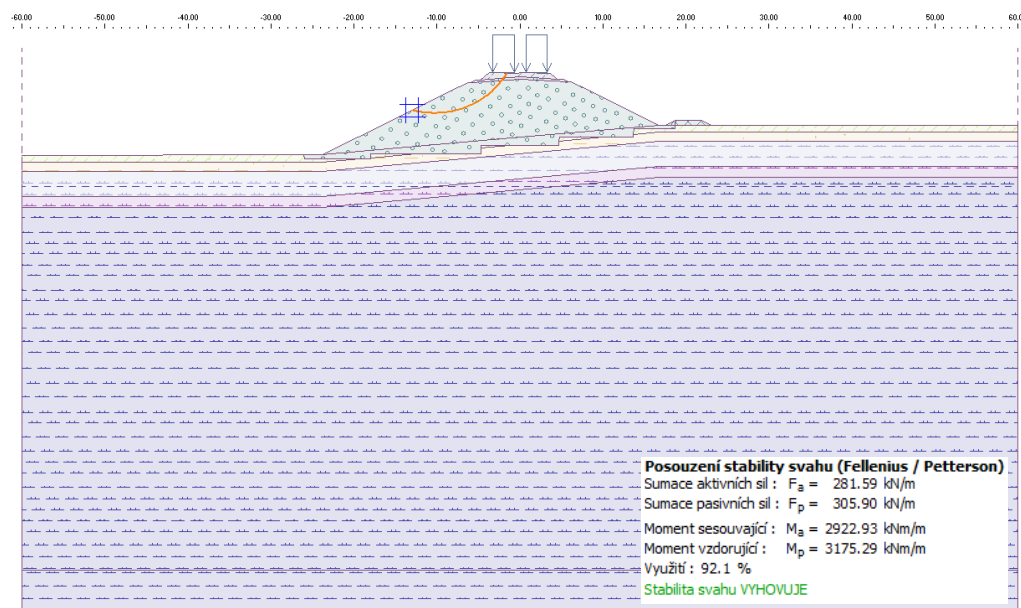 -60.00 -50.00 -40.00 -30.00 -20.00 -10.00 0.00 10.00 20.00 30.00 40.00 50.00 60.0
Posouzení stability svahu (Fellenius / Petterson)
Sumace aktivních sil : Fa = 281.59 kN/m
Sumace pasivních sil : Fp = 305.90 kN/m
Moment sesouvající : Ma = 2922.93 kNm/m
Moment vzdorující : Mp = 3175.29 kNm/m
Využití : 92.1 %
Stabilita svahu VYHOVUJE